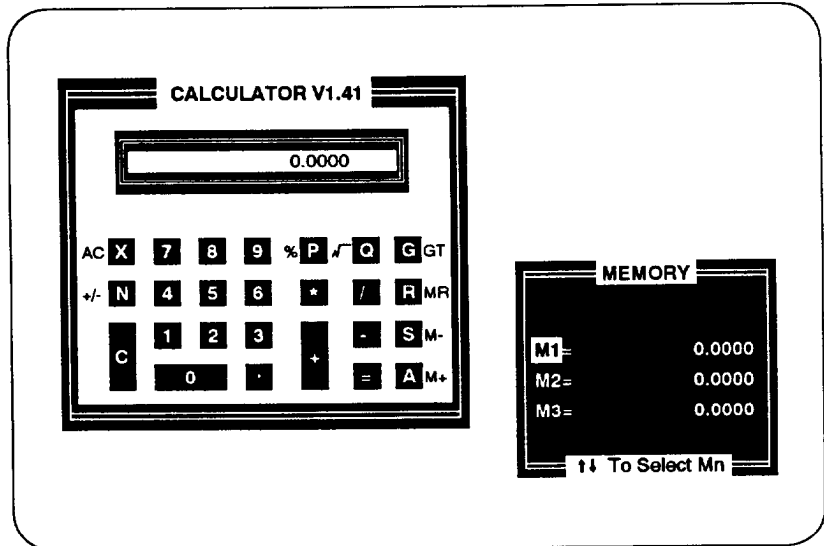 CALCULATOR V1.41
0.0000
AC X 7 8 9 % P √ Q G GT
+/- N 4 5 6 * / R MR
C 1 2 3 + - S M-
0 . = A M+
MEMORY
M1= 0.0000
M2= 0.0000
M3= 0.0000
↑↓ To Select Mn